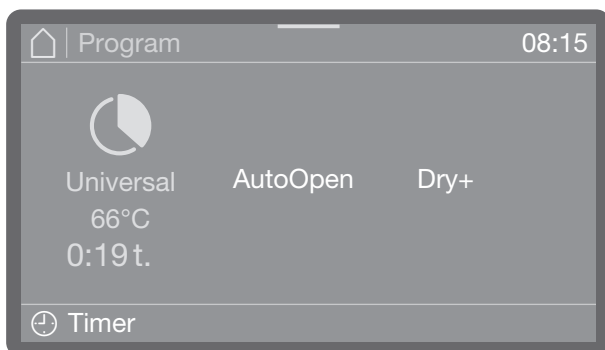 Program 08:15
Universal AutoOpen Dry+
66°C
0:19 t.
Timer